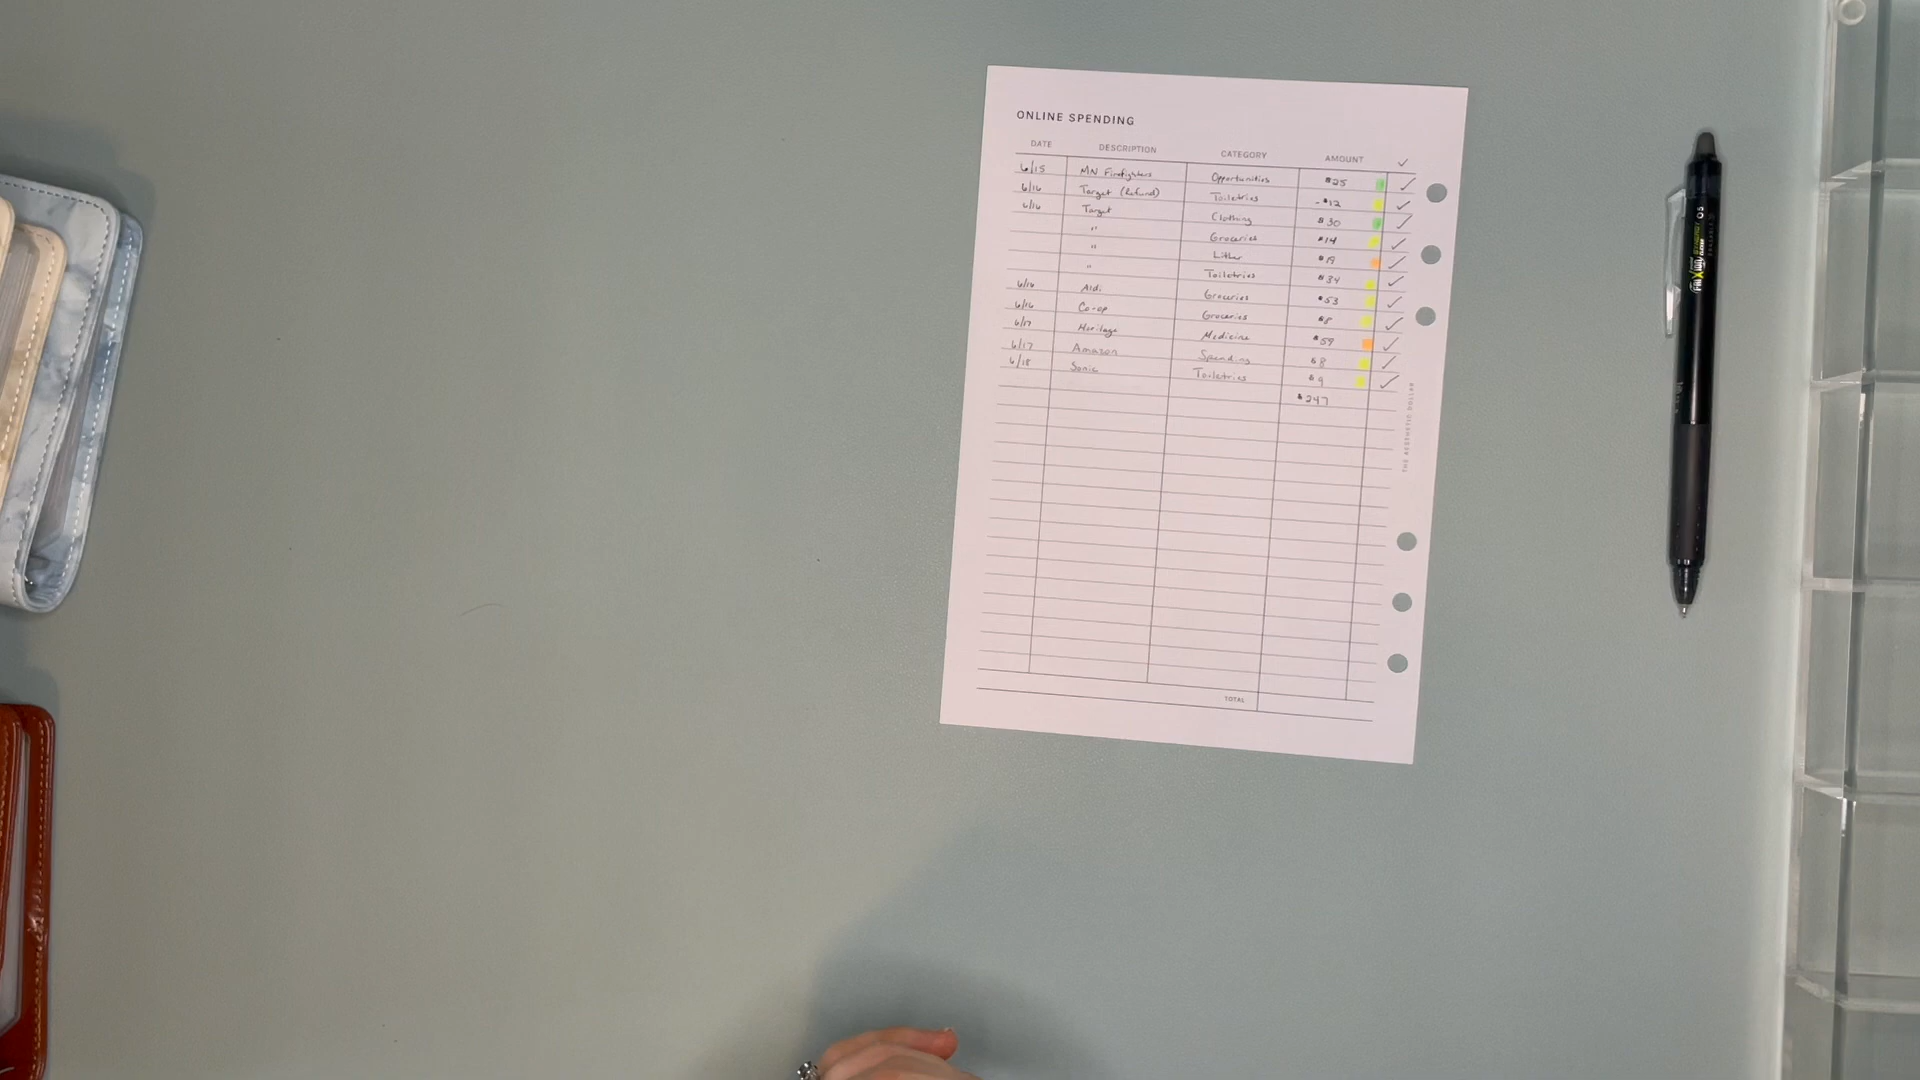 ONLINE SPENDING
DATE DESCRIPTION CATEGORY AMOUNT ✓
6/15 MN Firefighters Opportunities $25 ✓
6/16 Target (Refund) Toiletries -$12 ✓
6/16 Target Clothing $30 ✓
" Groceries $14 ✓
" Litter $19 ✓
" Toiletries $34 ✓
6/16 Aldi Groceries $53 ✓
6/16 Co-op Groceries $8 ✓
6/17 Heritage Medicine $59 ✓
6/17 Amazon Spending $8 ✓
6/18 Sonic Toiletries $9 ✓
$247
TOTAL
THE AESTHETIC DOLLAR
FRIXION
05